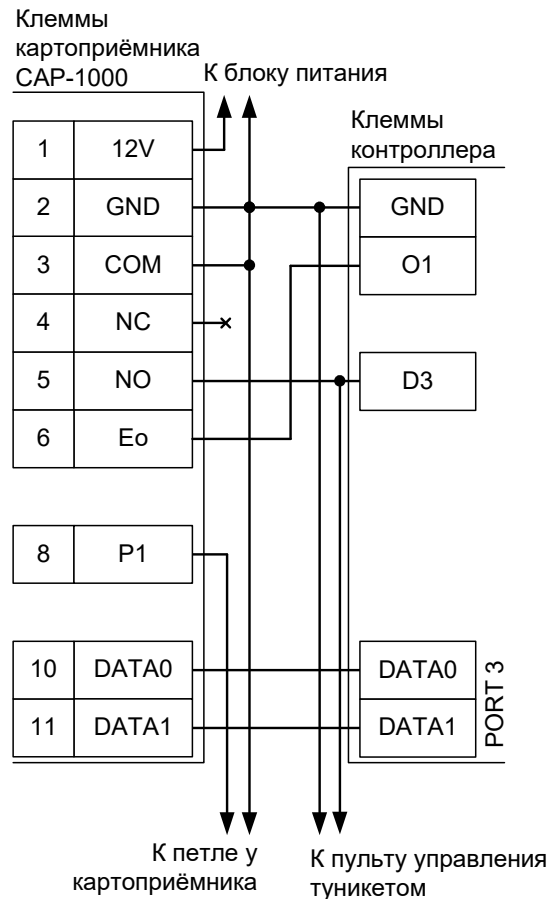 Клеммы
картоприёмника
CAP-1000
К блоку питания
Клеммы
контроллера
1 12V
2 GND
3 COM
4 NC
5 NO
6 Eo
8 P1
10 DATA0
11 DATA1
GND
O1
D3
DATA0
DATA1
PORT 3
К петле у
картоприёмника
К пульту управления
туникетом